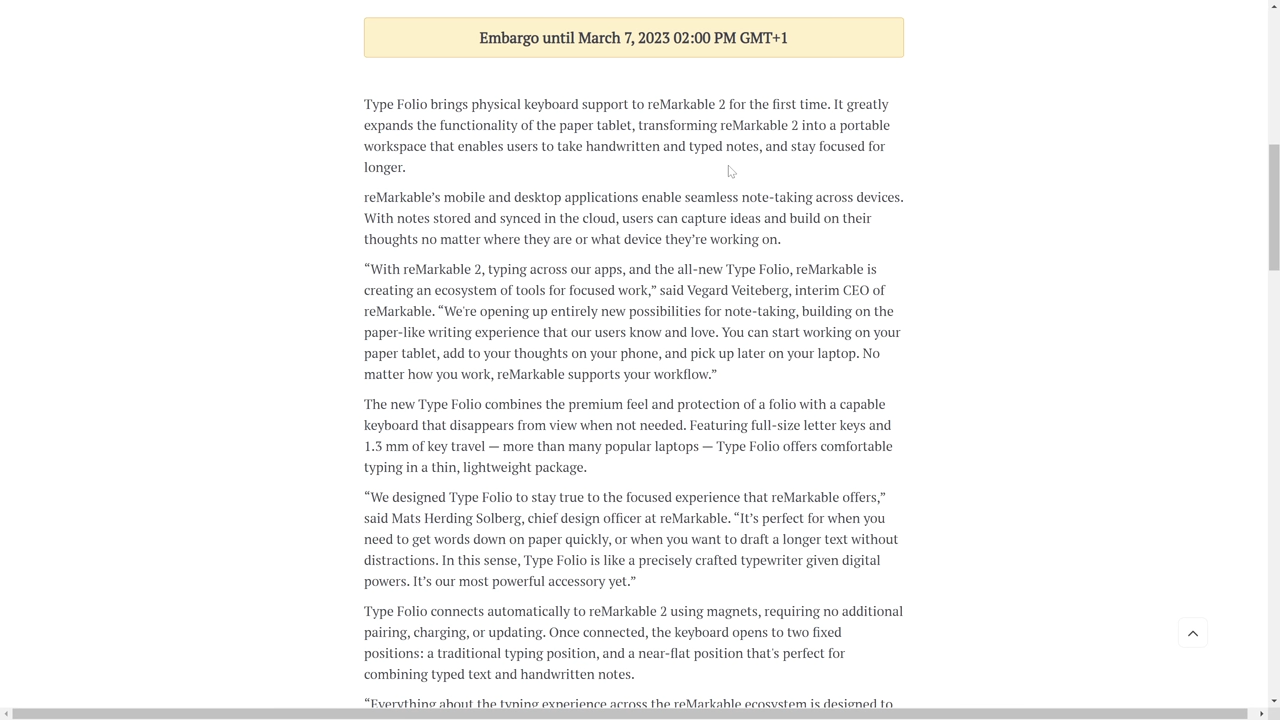 Embargo until March 7, 2023 02:00 PM GMT+1
Type Folio brings physical keyboard support to reMarkable 2 for the first time. It greatly
expands the functionality of the paper tablet, transforming reMarkable 2 into a portable
workspace that enables users to take handwritten and typed notes, and stay focused for
longer.
reMarkable’s mobile and desktop applications enable seamless note-taking across devices.
With notes stored and synced in the cloud, users can capture ideas and build on their
thoughts no matter where they are or what device they’re working on.
“With reMarkable 2, typing across our apps, and the all-new Type Folio, reMarkable is
creating an ecosystem of tools for focused work,” said Vegard Veiteberg, interim CEO of
reMarkable. “We're opening up entirely new possibilities for note-taking, building on the
paper-like writing experience that our users know and love. You can start working on your
paper tablet, add to your thoughts on your phone, and pick up later on your laptop. No
matter how you work, reMarkable supports your workflow.”
The new Type Folio combines the premium feel and protection of a folio with a capable
keyboard that disappears from view when not needed. Featuring full-size letter keys and
1.3 mm of key travel — more than many popular laptops — Type Folio offers comfortable
typing in a thin, lightweight package.
“We designed Type Folio to stay true to the focused experience that reMarkable offers,”
said Mats Herding Solberg, chief design officer at reMarkable. “It’s perfect for when you
need to get words down on paper quickly, or when you want to draft a longer text without
distractions. In this sense, Type Folio is like a precisely crafted typewriter given digital
powers. It’s our most powerful accessory yet.”
Type Folio connects automatically to reMarkable 2 using magnets, requiring no additional
pairing, charging, or updating. Once connected, the keyboard opens to two fixed
positions: a traditional typing position, and a near-flat position that's perfect for
combining typed text and handwritten notes.
“Everything about the typing experience across the reMarkable ecosystem is designed to